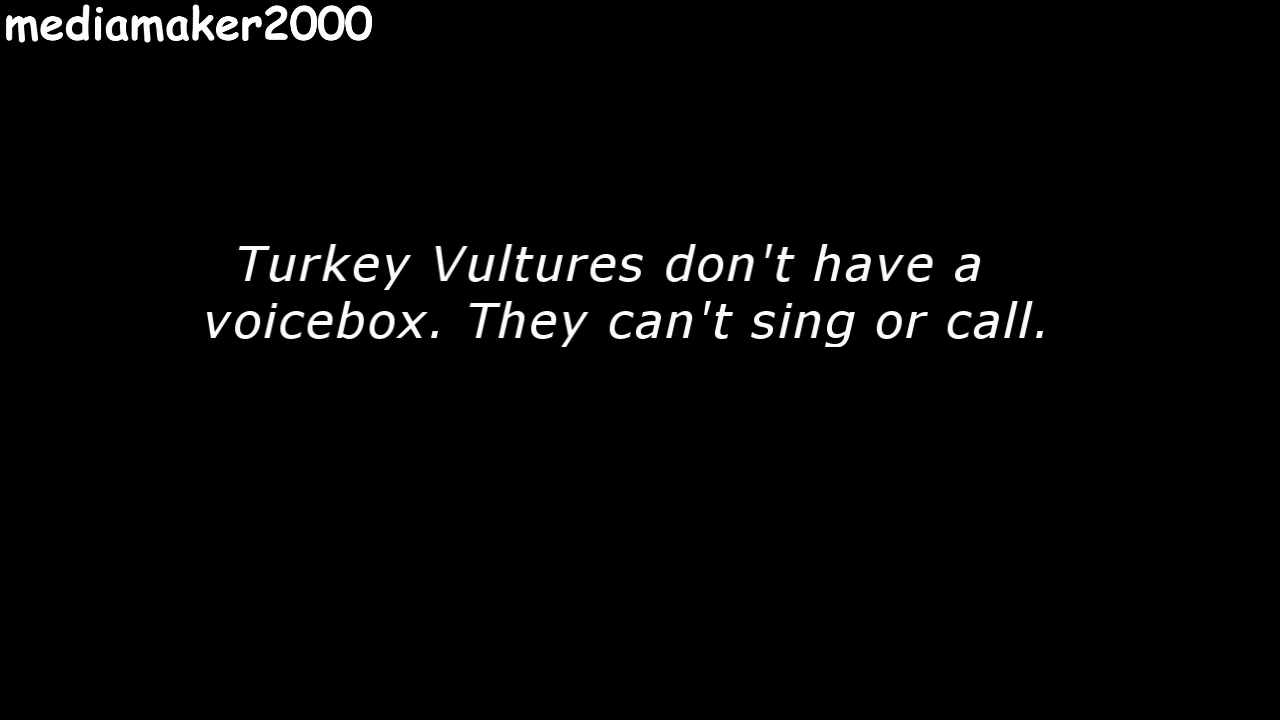 mediamaker2000
Turkey Vultures don't have a
voicebox. They can't sing or call.